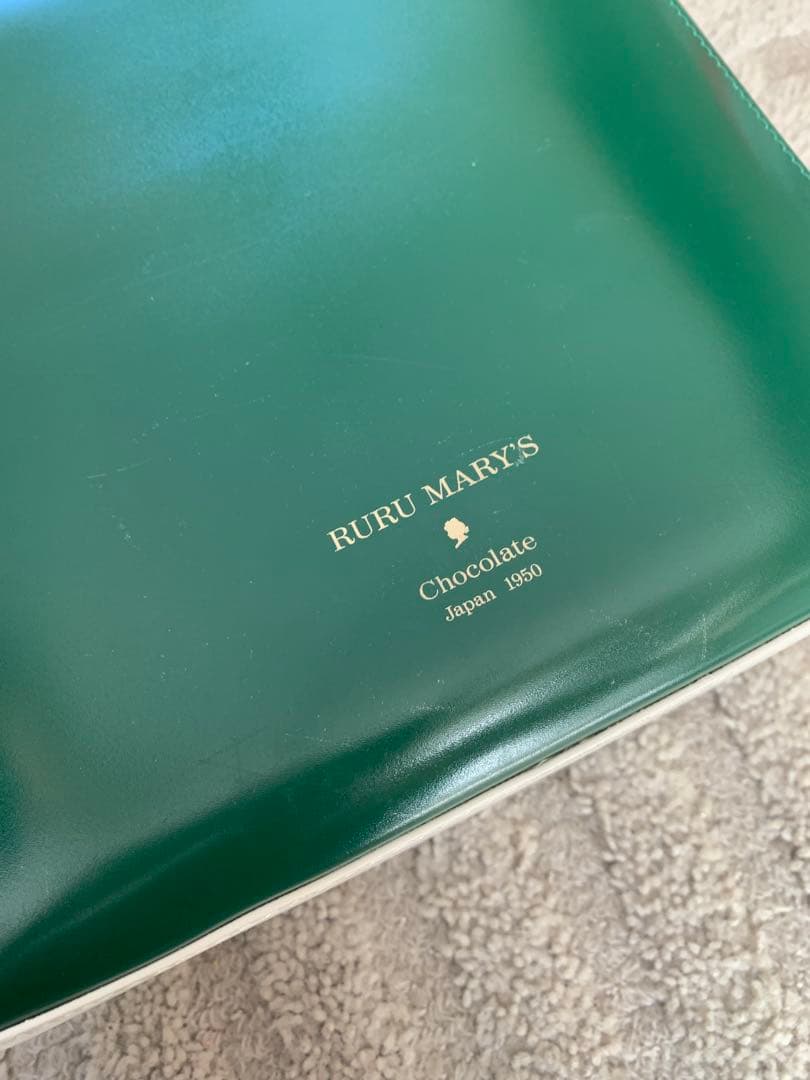 RURU MARY'S
Chocolate
Japan 1950